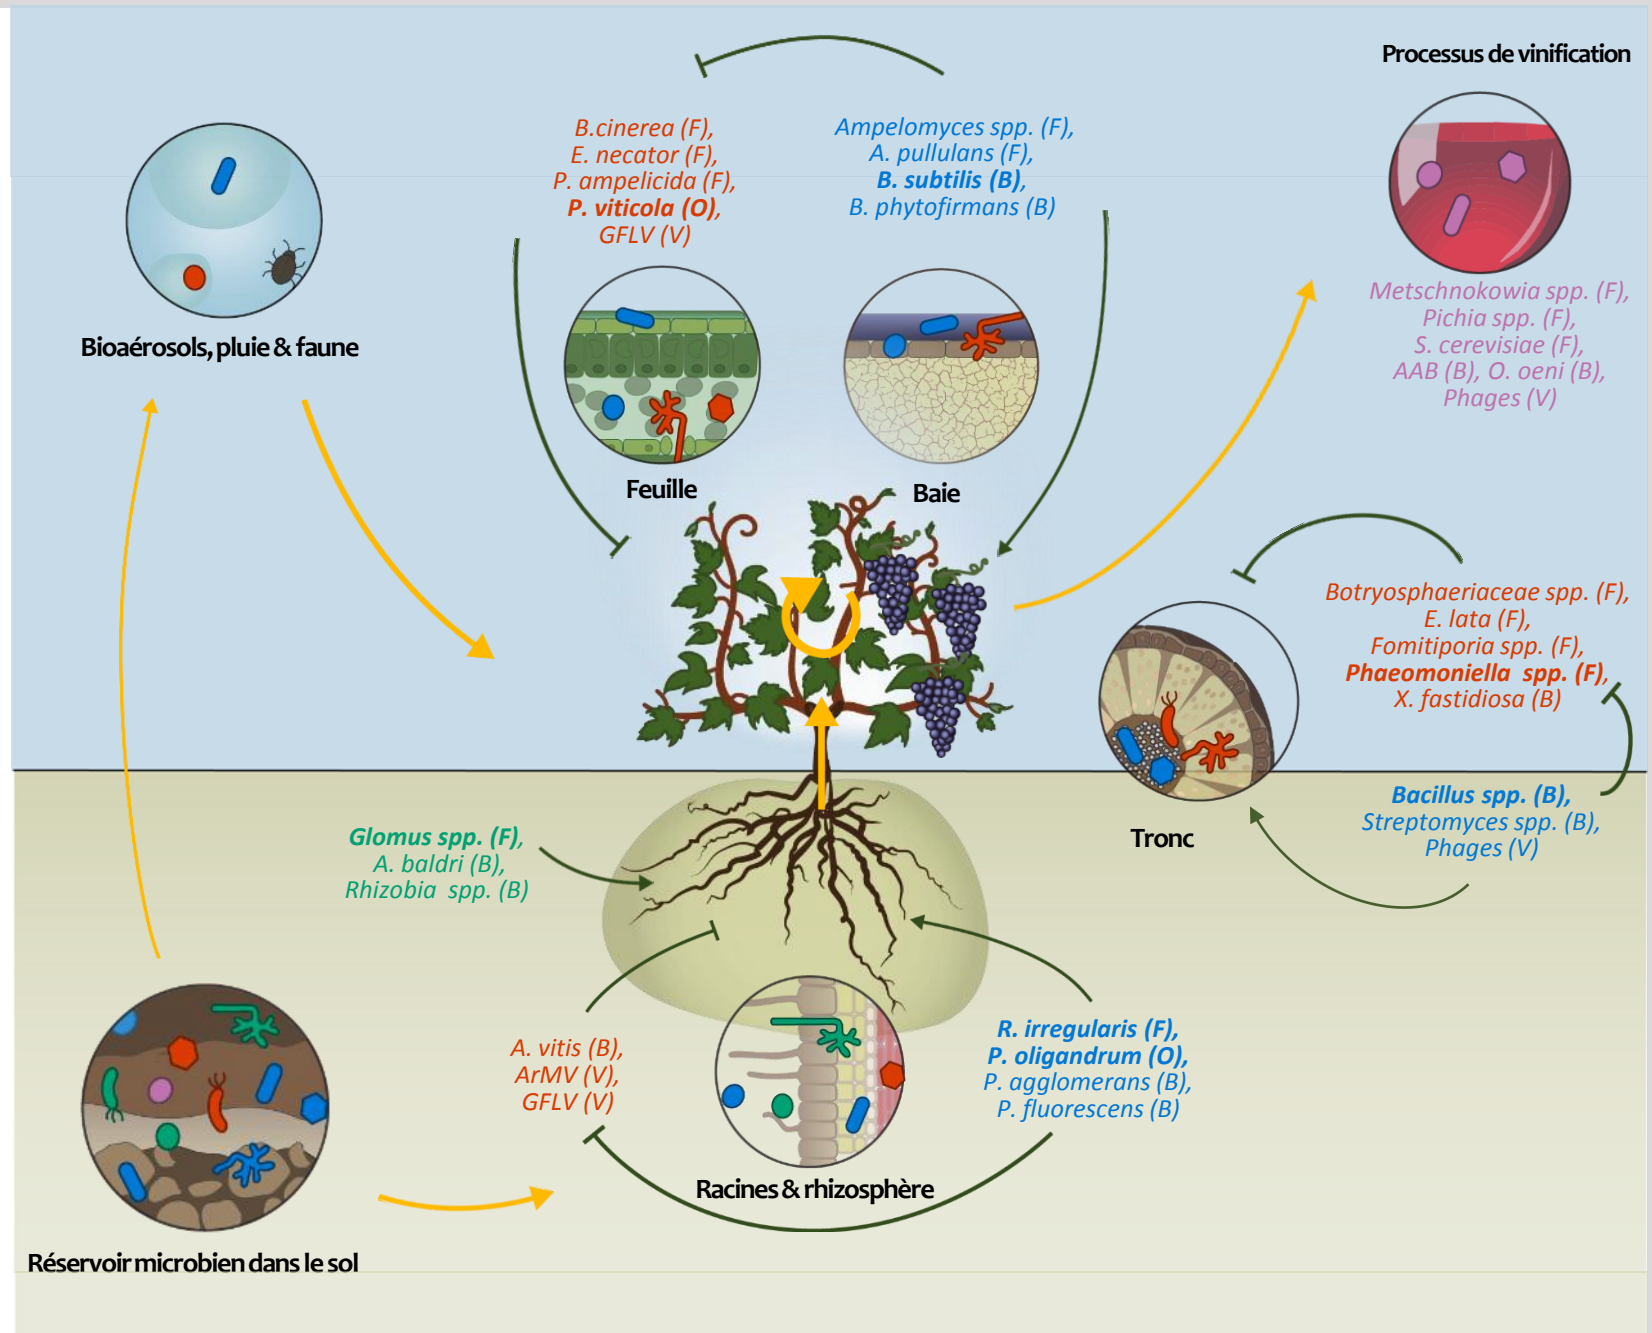 Processus de vinification
B.cinerea (F),
E. necator (F),
P. ampelicida (F),
P. viticola (O),
GFLV (V)
Ampelomyces spp. (F),
A. pullulans (F),
B. subtilis (B),
B. phytofirmans (B)
Bioaérosols, pluie & faune
Metschnokowia spp. (F),
Pichia spp. (F),
S. cerevisiae (F),
AAB (B), O. oeni (B),
Phages (V)
Feuille
Baie
Botryosphaeriaceae spp. (F),
E. lata (F),
Fomitiporia spp. (F),
Phaeomoniella spp. (F),
X. fastidiosa (B)
Bacillus spp. (B),
Streptomyces spp. (B),
Phages (V)
Tronc
Glomus spp. (F),
A. baldri (B),
Rhizobia spp. (B)
A. vitis (B),
ArMV (V),
GFLV (V)
R. irregularis (F),
P. oligandrum (O),
P. agglomerans (B),
P. fluorescens (B)
Racines & rhizosphère
Réservoir microbien dans le sol